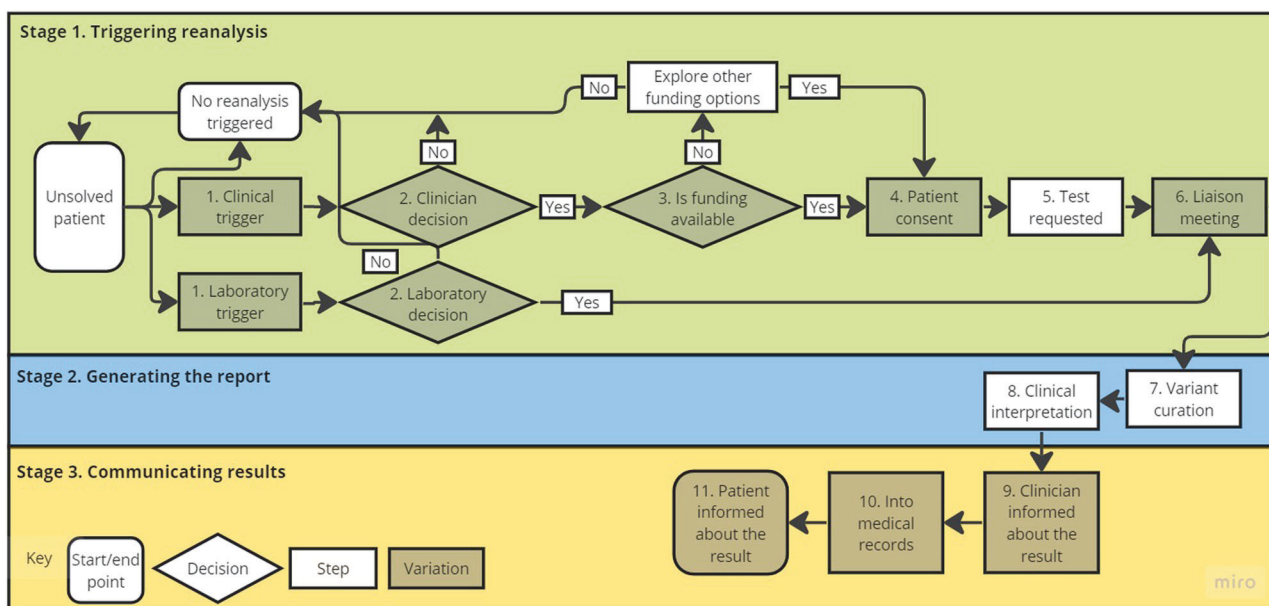 Stage 1. Triggering reanalysis
No reanalysis
triggered
No
Explore other
funding options
Yes
No
No
Unsolved
patient
1. Clinical
trigger
2. Clinician
decision
Yes
3. Is funding
available
Yes
4. Patient
consent
5. Test
requested
6. Liaison
meeting
No
1. Laboratory
trigger
2. Laboratory
decision
Yes
Stage 2. Generating the report
8. Clinical
interpretation
7. Variant
curation
Stage 3. Communicating results
11. Patient
informed
about the
result
10. Into
medical
records
9. Clinician
informed
about the
result
Key
Start/end
point
Decision
Step
Variation
miro